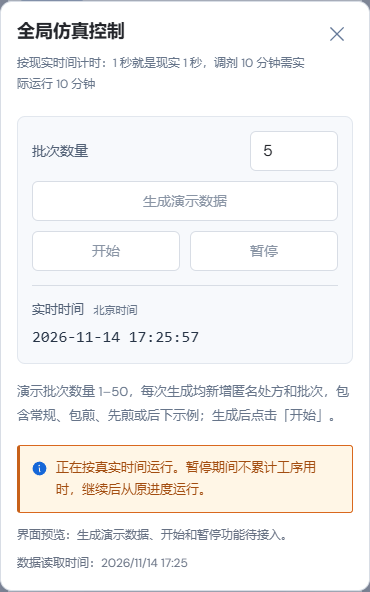 全局仿真控制
按现实时间计时：1 秒就是现实 1 秒，调剂 10 分钟需实
际运行 10 分钟
批次数量
5
生成演示数据
开始
暂停
实时时间 北京时间
2026-11-14 17:25:57
演示批次数量 1–50，每次生成均新增匿名处方和批次，包
含常规、包煎、先煎或后下示例；生成后点击「开始」。
正在按真实时间运行。暂停期间不累计工序用
时，继续后从原进度运行。
界面预览：生成演示数据、开始和暂停功能待接入。
数据读取时间：2026/11/14 17:25